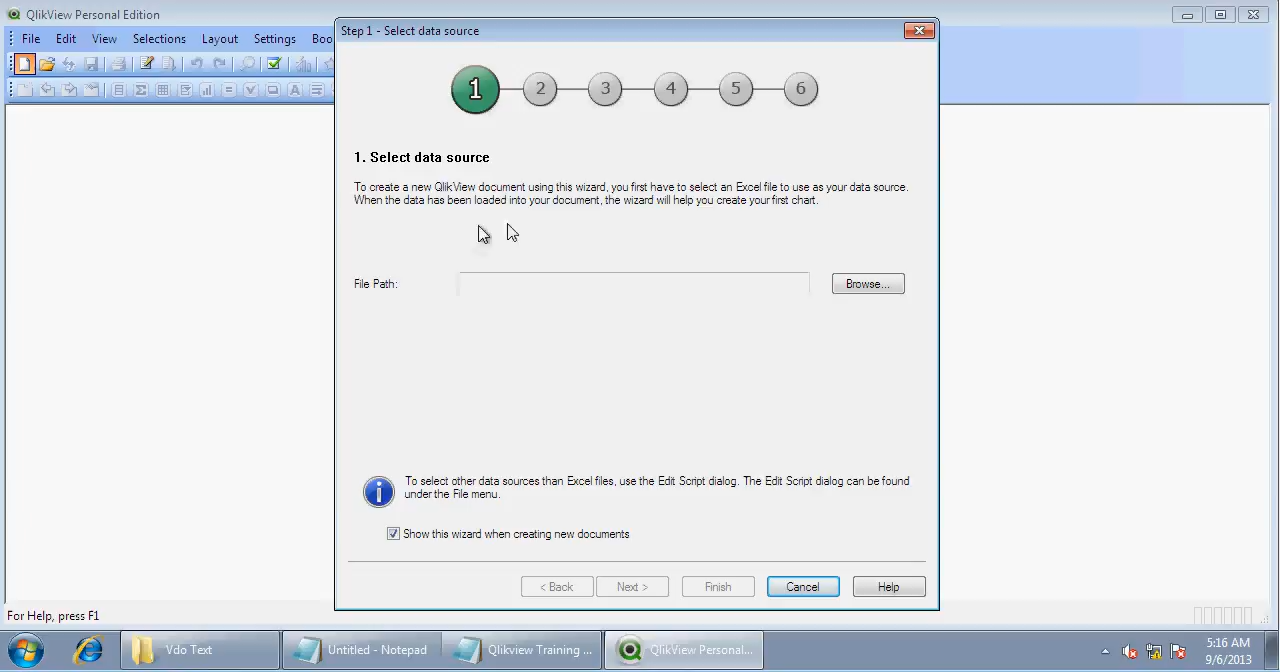 QlikView Personal Edition
File Edit View Selections Layout Settings Boo
Step 1 - Select data source
1 2 3 4 5 6
1. Select data source
To create a new QlikView document using this wizard, you first have to select an Excel file to use as your data source.
When the data has been loaded into your document, the wizard will help you create your first chart.
File Path:
Browse...
To select other data sources than Excel files, use the Edit Script dialog. The Edit Script dialog can be found
under the File menu.
Show this wizard when creating new documents
< Back Next > Finish Cancel Help
For Help, press F1
Vdo Text
Untitled - Notepad
Qlikview Training ...
QlikView Personal...
5:16 AM
9/6/2013